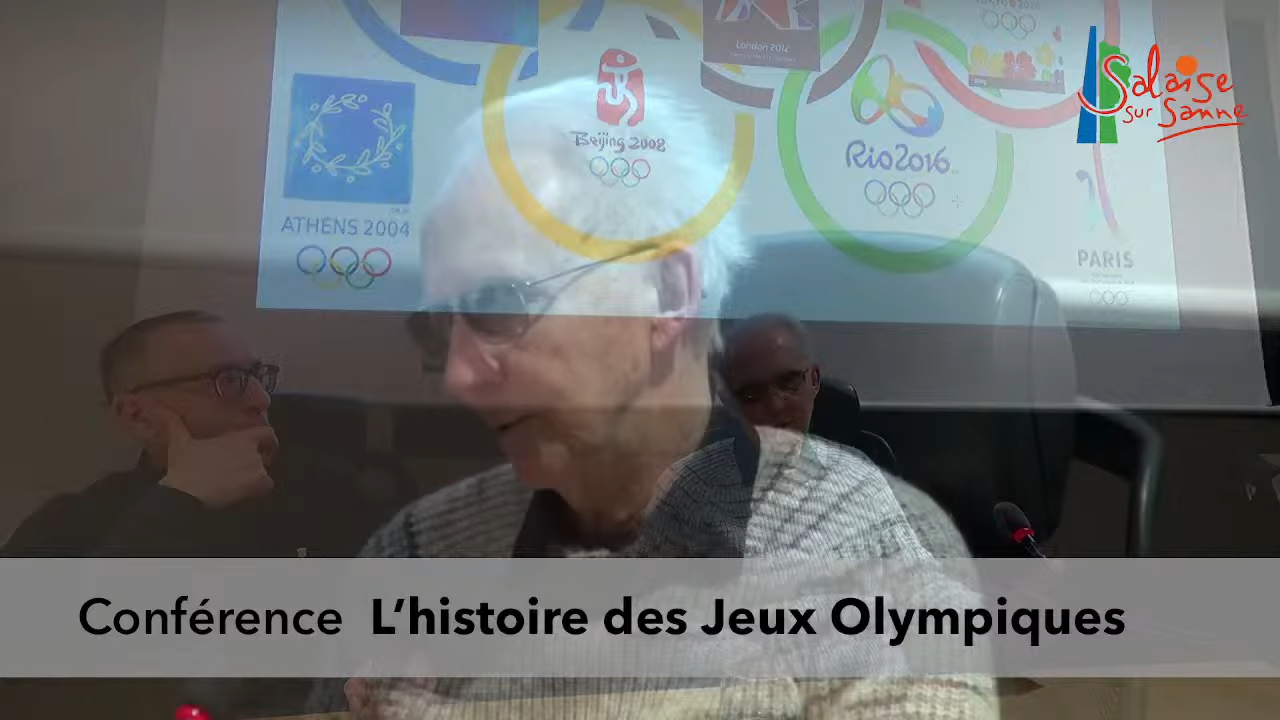 London 2012
Salaise
sur Sanne
Beijing 2008
Rio2016
ATHENS 2004
PARIS
Conférence L’histoire des Jeux Olympiques